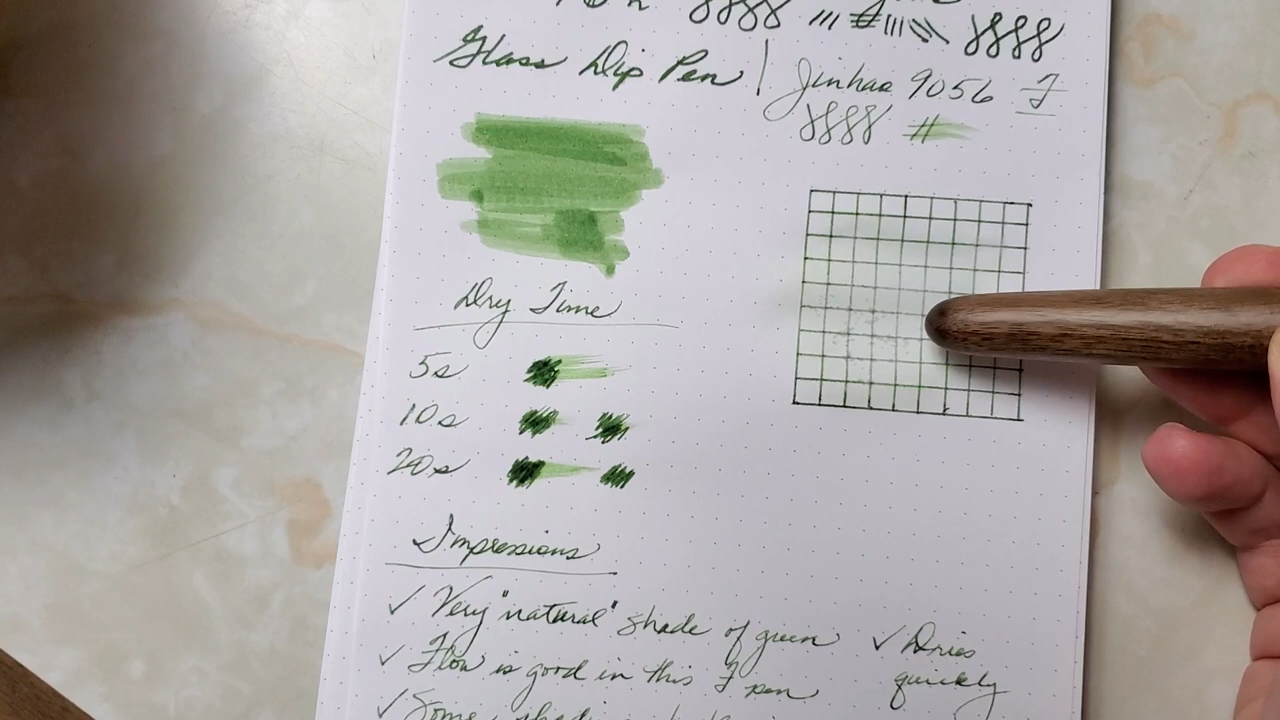 Glass Dip Pen | Jinhao 9056 F
Dry Time
5s
10s
20s
Impressions
✓ Very "natural" shade of green
✓ Dries quickly
✓ Flow is good in this F pen
✓ Some